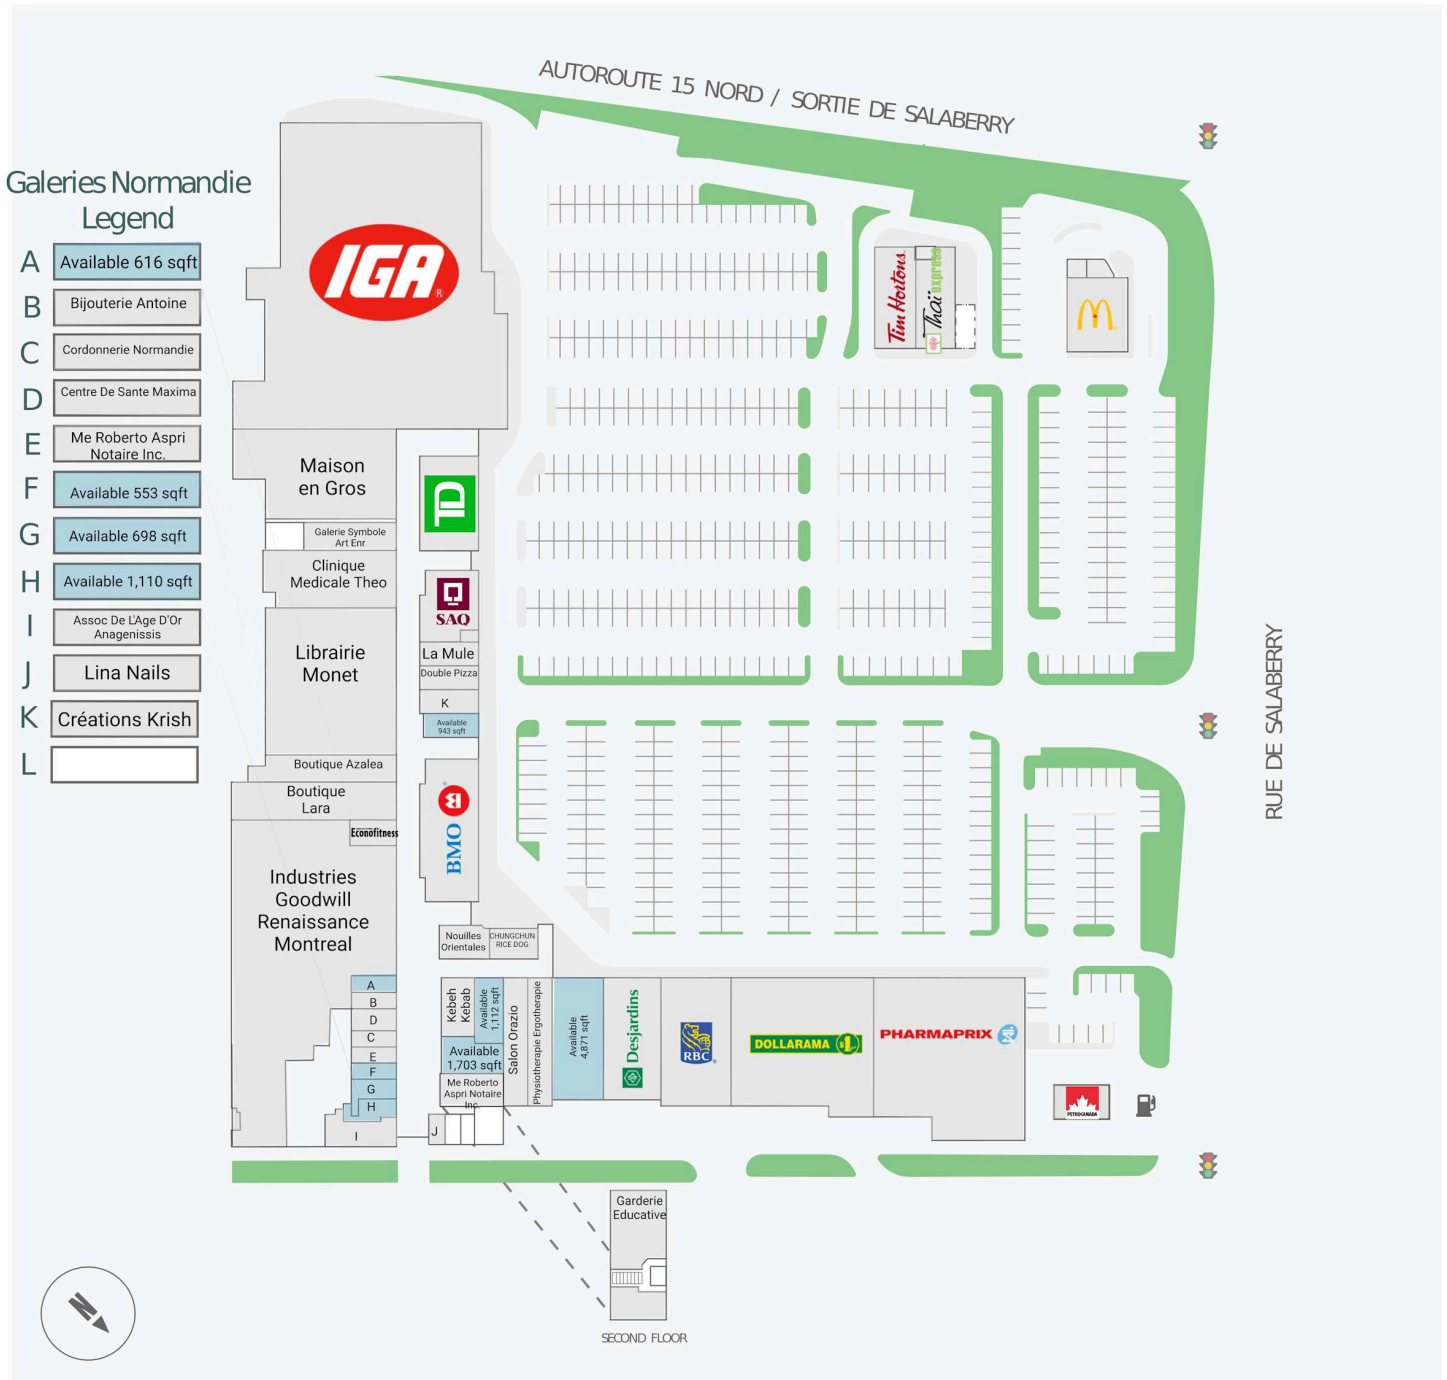 AUTOROUTE 15 NORD / SORTIE DE SALABERRY
Galeries Normandie
Legend
A Available 616 sqft
B Bijouterie Antoine
C Cordonnerie Normandie
D Centre De Sante Maxima
E Me Roberto Aspri
Notaire Inc.
F Available 553 sqft
G Available 698 sqft
H Available 1,110 sqft
I Assoc De L'Age D'Or
Anagenissis
J Lina Nails
K Créations Krish
L
IGA
®
Tim Hortons.
Thaï express
M
Maison
en Gros
TD
Galerie Symbole
Art Enr
Clinique
Medicale Theo
SAQ
Librairie
Monet
La Mule
Double Pizza
K
Available
943 sqft
Boutique Azalea
Boutique
Lara
Econofitness
BMO
Industries
Goodwill
Renaissance
Montreal
Nouilles
Orientales
CHUNGCHUN
RICE DOG
A
B
D
C
E
F
G
H
I
J
Kebeh
Kebab
Available
1,112 sqft
Available
1,703 sqft
Me Roberto
Aspri Notaire
Inc.
Salon Orazio
Physiotherapie Ergotherapie
Available
4,871 sqft
Desjardins
RBC
®
DOLLARAMA $1
PHARMAPRIX
PETROCANADA
RUE DE SALABERRY
Garderie
Educative
SECOND FLOOR
N